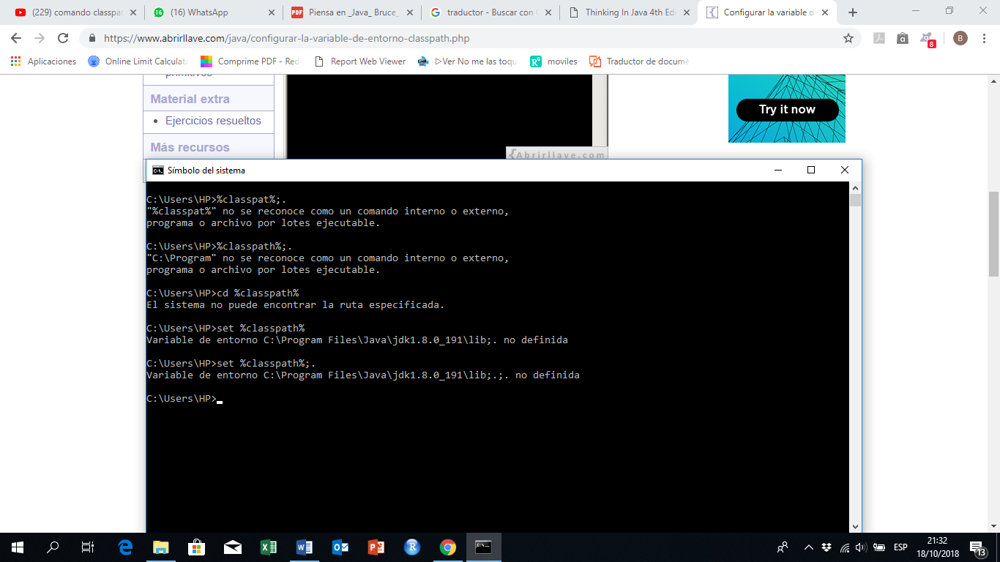 (229) comando classpat
(16) WhatsApp
PDF
Piensa en _Java_ Bruce_
traductor - Buscar con
Thinking In Java 4th Ed
Configurar la variable d
https://www.abrirllave.com/java/configurar-la-variable-de-entorno-classpath.php
B
8
Aplicaciones
Online Limit Calculat
Comprime PDF - Red
Report Web Viewer
▷Ver No me las toqu
moviles
Traductor de docume
primitivos
Material extra
Ejercicios resueltos
Más recursos
{Abrirllave.com
Try it now
Símbolo del sistema
C:\Users\HP>%classpat%;.
"%classpat%" no se reconoce como un comando interno o externo,
programa o archivo por lotes ejecutable.
C:\Users\HP>%classpath%;.
"C:\Program" no se reconoce como un comando interno o externo,
programa o archivo por lotes ejecutable.
C:\Users\HP>cd %classpath%
El sistema no puede encontrar la ruta especificada.
C:\Users\HP>set %classpath%
Variable de entorno C:\Program Files\Java\jdk1.8.0_191\lib;. no definida
C:\Users\HP>set %classpath%;.
Variable de entorno C:\Program Files\Java\jdk1.8.0_191\lib;.;. no definida
C:\Users\HP>
ESP
21:32
18/10/2018
13